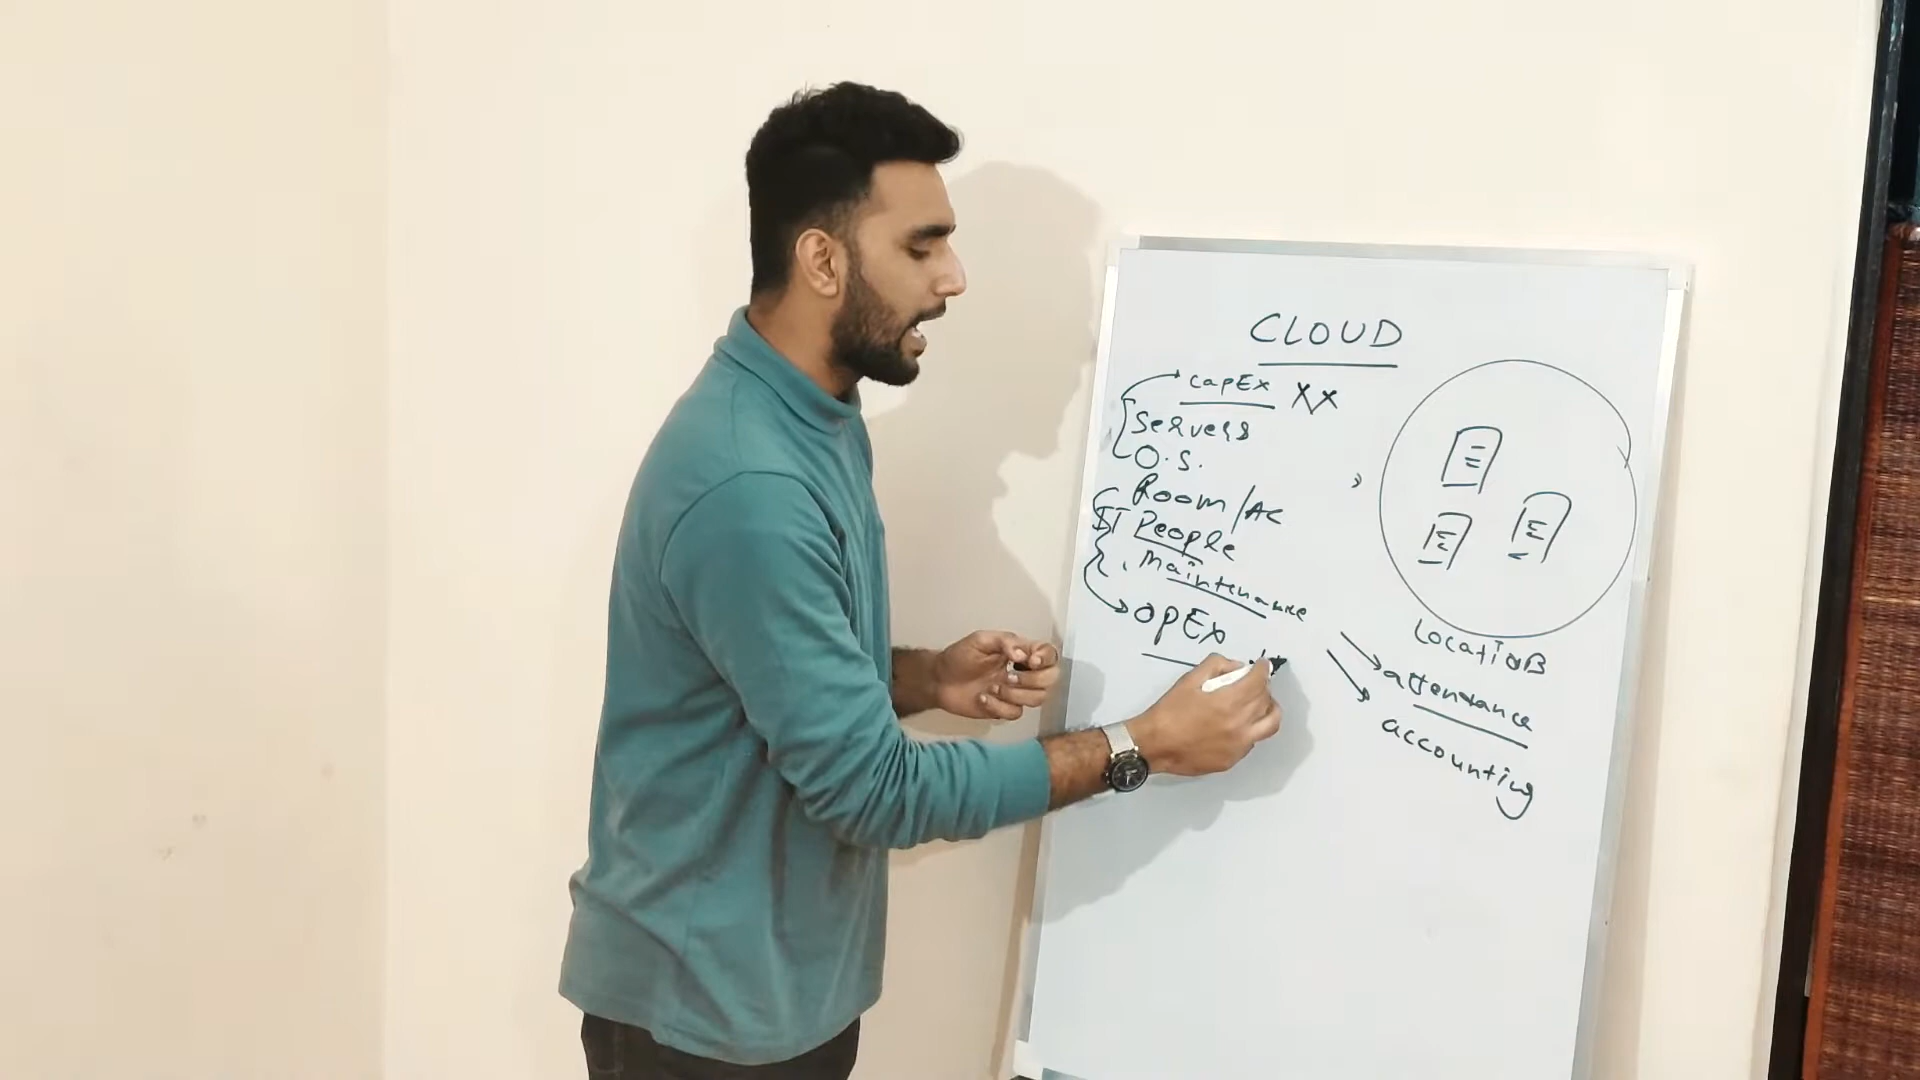 CLOUD
capEx XX
Servers
O.S.
Room/AC
IT People
Maintenance
opEx
Location
attendance
accounting